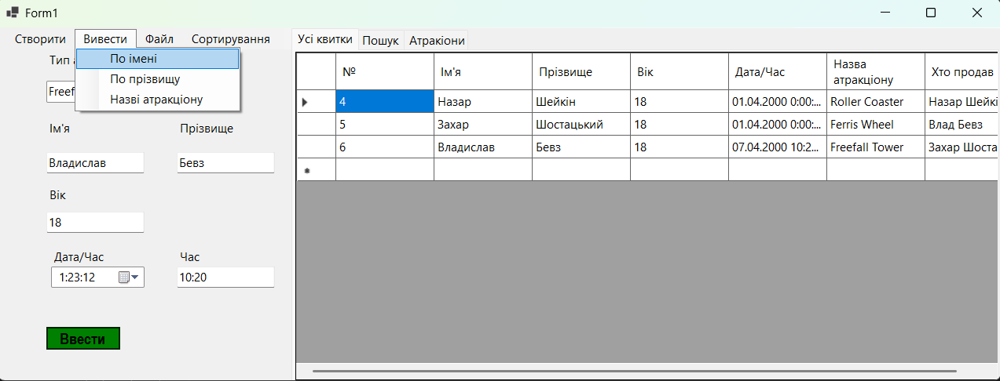 Form1
Створити Вивести Файл Сортирування
По імені
По прізвищу
Назві атракціону
Тип
Freef
Ім'я Прізвище
Владислав Бевз
Вік
18
Дата/Час Час
1:23:12 10:20
Ввести
Усі квитки Пошук Атракіони
№ Ім'я Прізвище Вік Дата/Час Назва атракціону Хто продав
4 Назар Шейкін 18 01.04.2000 0:00:... Roller Coaster Назар Шейкі
5 Захар Шостацький 18 01.04.2000 0:00:... Ferris Wheel Влад Бевз
6 Владислав Бевз 18 07.04.2000 10:2... Freefall Tower Захар Шоста